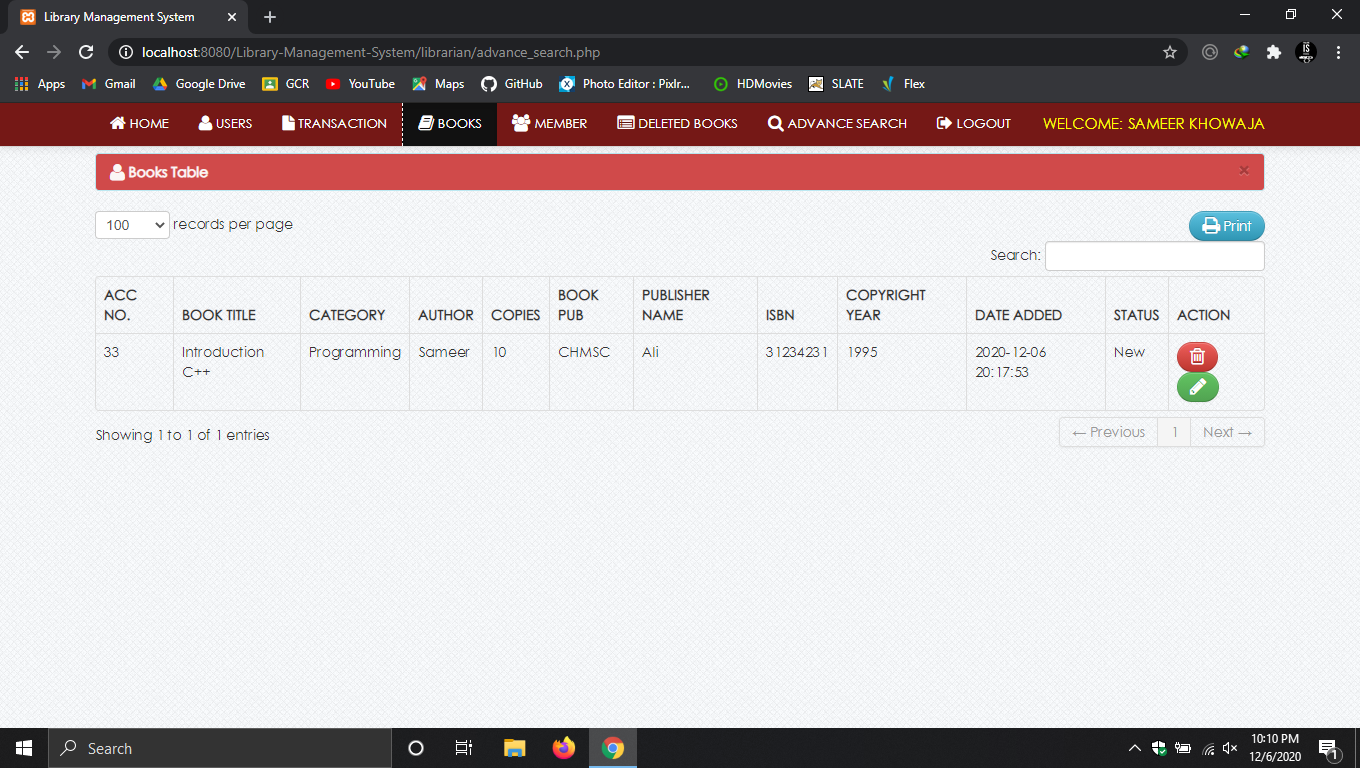 Library Management System
localhost:8080/Library-Management-System/librarian/advance_search.php
Apps Gmail Google Drive GCR YouTube Maps GitHub Photo Editor : Pixlr... HDMovies SLATE Flex
HOME USERS TRANSACTION BOOKS MEMBER DELETED BOOKS ADVANCE SEARCH LOGOUT WELCOME: SAMEER KHOWAJA
Books Table ×
100 records per page
Print
Search:
ACC NO. BOOK TITLE CATEGORY AUTHOR COPIES BOOK PUB PUBLISHER NAME ISBN COPYRIGHT YEAR DATE ADDED STATUS ACTION
33 Introduction C++ Programming Sameer 10 CHMSC Ali 31234231 1995 2020-12-06 20:17:53 New
Showing 1 to 1 of 1 entries
← Previous 1 Next →
Search
10:10 PM
12/6/2020
1